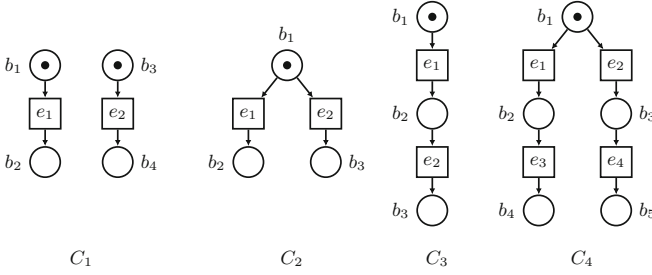 b₁ b₁
b₁
b₁ b₃ e₁ e₁ e₂
e₁ e₂ e₁ e₂ b₂ b₂ b₃
b₂ b₄ b₂ b₃ e₂ e₃ e₄
b₃ b₄ b₅
C₁ C₂ C₃ C₄